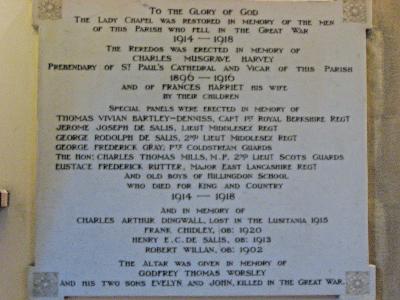 To the Glory of God
The Lady Chapel was restored in memory of the men
of this Parish who fell in the Great War
1914 — 1918
The Reredos was erected in memory of
Charles Musgrave Harvey
Prebendary of St Paul's Cathedral and Vicar of this Parish
1896 — 1916
and of Frances Harriet his wife
by their children
Special panels were erected in memory of
Thomas Vivian Bartley-Denniss, Capt 1st Royal Berkshire Regt
Jerome Joseph de Salis, Lieut Middlesex Regt
George Rodolph de Salis, 2nd Lieut Middlesex Regt
George Frederick Gray, Pte Coldstream Guards
The Hon: Charles Thomas Mills, M.P. 2nd Lieut Scots Guards
Eustace Frederick Rutter, Major East Lancashire Regt
and old boys of Hillingdon School
who died for King and Country
1914 — 1918
And in memory of
Charles Arthur Dingwall, lost in the Lusitania 1915
Frank Chidley, ob: 1920
Henry E.C. de Salis, ob: 1913
Robert Willan, ob: 1902
The Altar was given in memory of
Godfrey Thomas Worsley
and his two sons Evelyn and John, killed in the Great War.